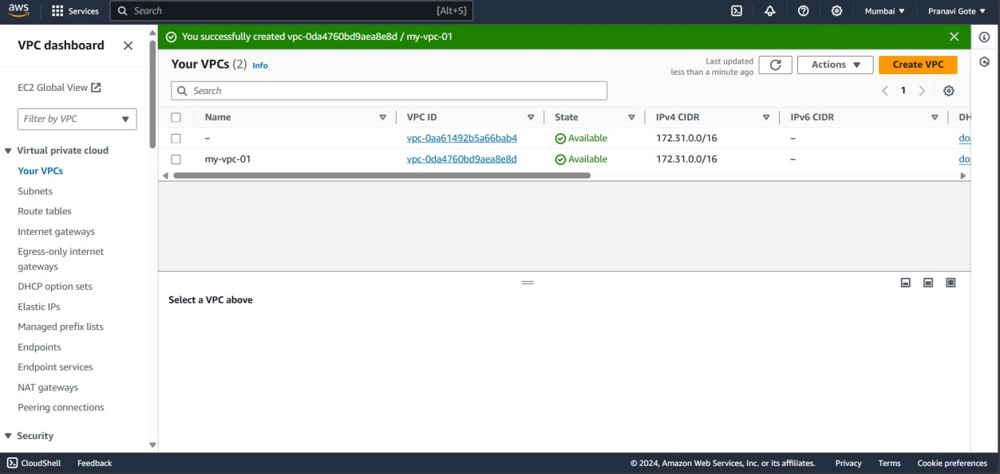 aws
Services
Search [Alt+S]
Mumbai ▼
Pranavi Gote ▼
VPC dashboard
EC2 Global View
Filter by VPC
Virtual private cloud
Your VPCs
Subnets
Route tables
Internet gateways
Egress-only internet
gateways
DHCP option sets
Elastic IPs
Managed prefix lists
Endpoints
Endpoint services
NAT gateways
Peering connections
Security
You successfully created vpc-0da4760bd9aea8e8d / my-vpc-01
Your VPCs (2) Info
Last updated
less than a minute ago
Actions ▼
Create VPC
Search
1
Name VPC ID State IPv4 CIDR IPv6 CIDR DH
– vpc-0aa61492b5a66bab4 Available 172.31.0.0/16 – do
my-vpc-01 vpc-0da4760bd9aea8e8d Available 172.31.0.0/16 – do
Select a VPC above
CloudShell Feedback © 2024, Amazon Web Services, Inc. or its affiliates. Privacy Terms Cookie preferences